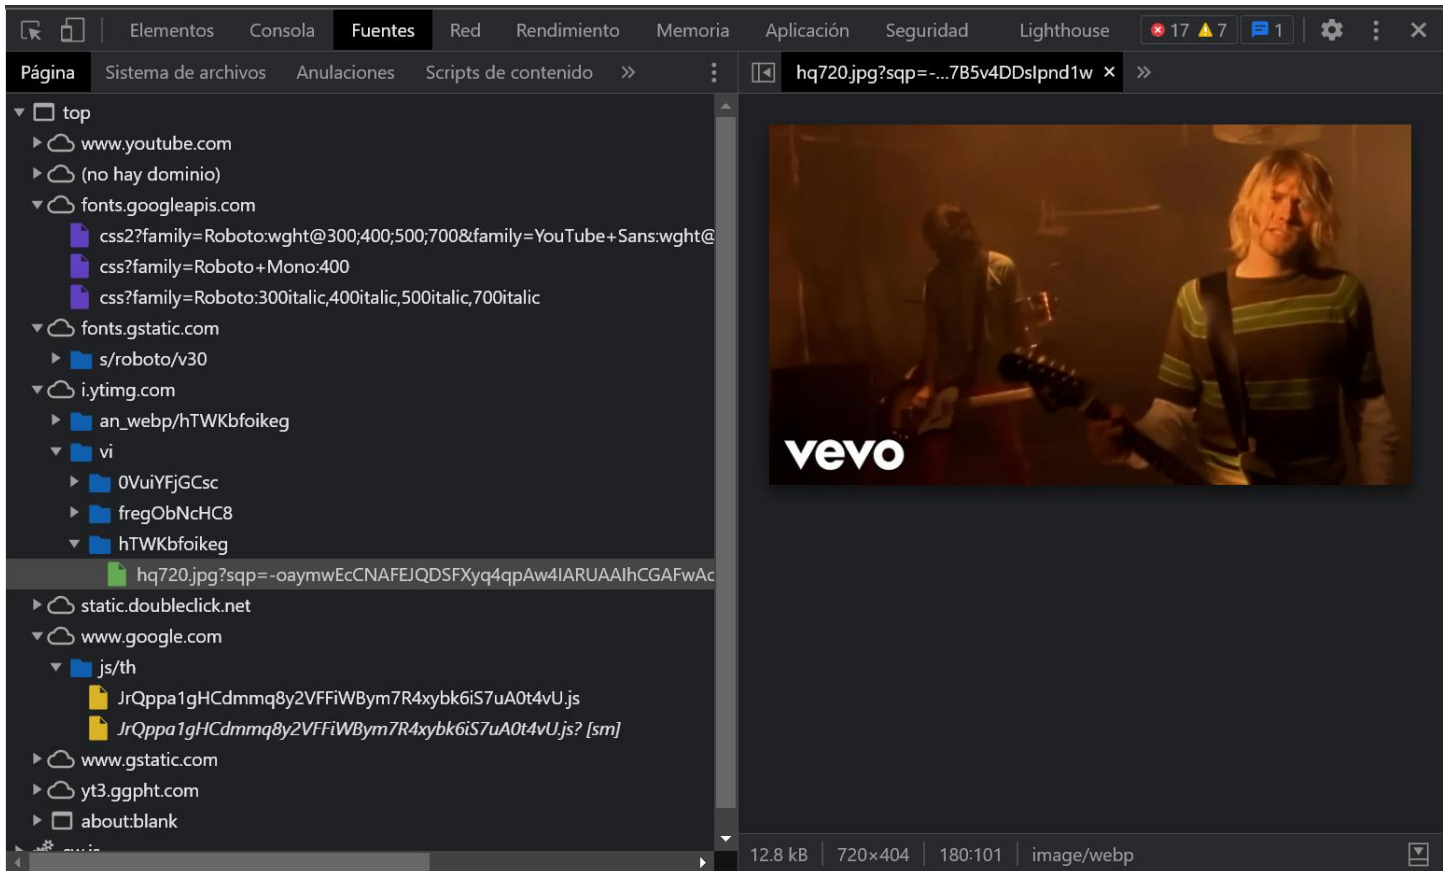 Elementos Consola Fuentes Red Rendimiento Memoria Aplicación Seguridad Lighthouse 17 7 1
Página Sistema de archivos Anulaciones Scripts de contenido »
hq720.jpg?sqp=-...7B5v4DDsIpnd1w × »
top
www.youtube.com
(no hay dominio)
fonts.googleapis.com
css2?family=Roboto:wght@300;400;500;700&family=YouTube+Sans:wght@
css?family=Roboto+Mono:400
css?family=Roboto:300italic,400italic,500italic,700italic
fonts.gstatic.com
s/roboto/v30
i.ytimg.com
an_webp/hTWKbfoikeg
vi
0VuiYFjGCsc
fregObNcHC8
hTWKbfoikeg
hq720.jpg?sqp=-oaymwEcCNAFEJQDSFXyq4qpAw4IARUAAIhCGAFwAc
static.doubleclick.net
www.google.com
js/th
JrQppa1gHCdmmq8y2VFFiWBym7R4xybk6iS7uA0t4vU.js
JrQppa1gHCdmmq8y2VFFiWBym7R4xybk6iS7uA0t4vU.js? [sm]
www.gstatic.com
yt3.ggpht.com
about:blank
vevo
12.8 kB 720×404 180:101 image/webp